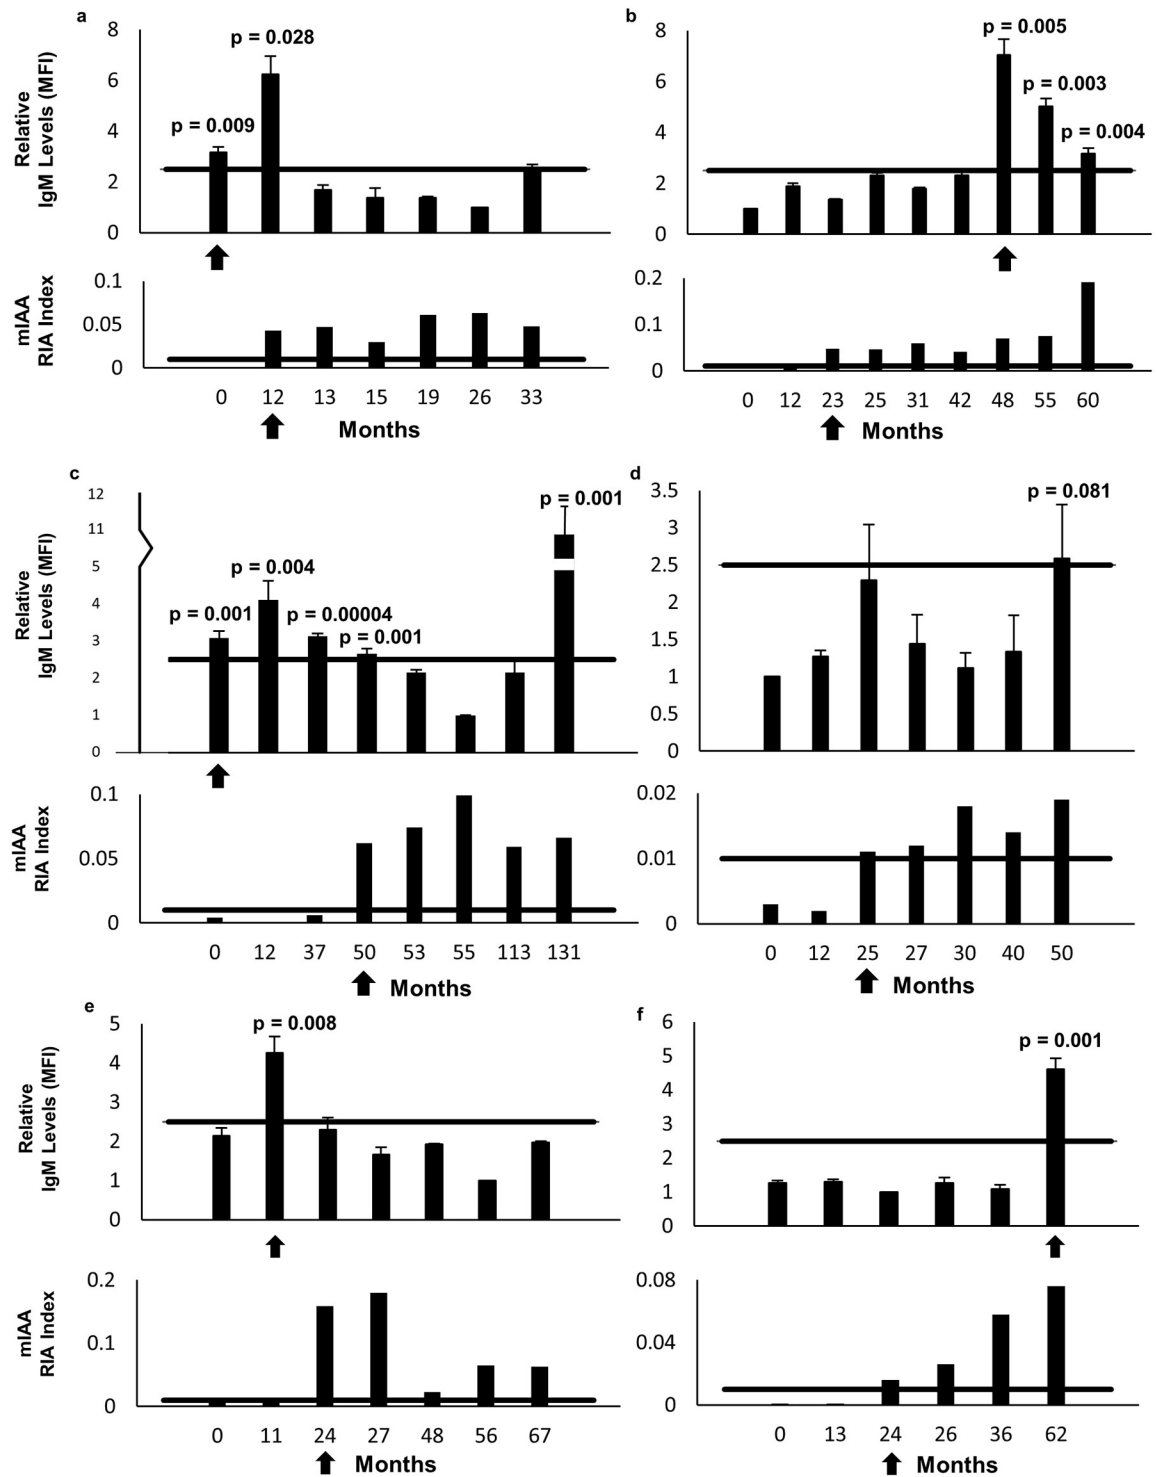 a
Relative
IgM Levels (MFI)
8
6
4
2
0
p = 0.009
p = 0.028
mIAA
RIA Index
0.1
0.05
0
0 12 13 15 19 26 33
Months
b
8
6
4
2
0
p = 0.005
p = 0.003
p = 0.004
0.2
0.1
0
0 12 23 25 31 42 48 55 60
Months
c
Relative
IgM Levels (MFI)
12
11
5
4
3
2
1
0
p = 0.001
p = 0.004
p = 0.00004
p = 0.001
p = 0.001
mIAA
RIA Index
0.1
0.05
0
0 12 37 50 53 55 113 131
Months
d
3.5
3
2.5
2
1.5
1
0.5
0
p = 0.081
0.02
0.01
0
0 12 25 27 30 40 50
Months
e
Relative
IgM Levels (MFI)
5
4
3
2
1
0
p = 0.008
mIAA
RIA Index
0.2
0.1
0
0 11 24 27 48 56 67
Months
f
6
5
4
3
2
1
0
p = 0.001
0.08
0.04
0
0 13 24 26 36 62
Months